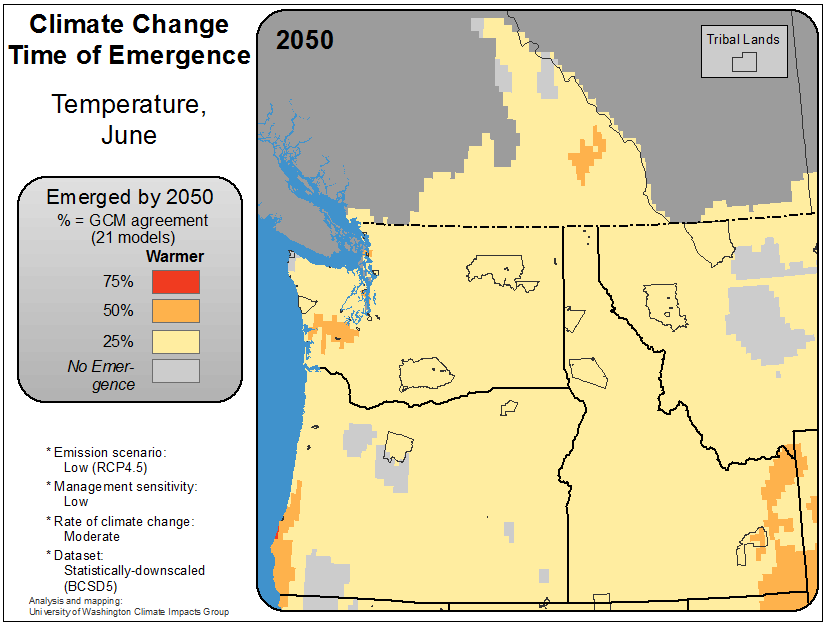 Climate Change
Time of Emergence
Temperature,
June
Emerged by 2050
% = GCM agreement
(21 models)
Warmer
75%
50%
25%
No Emer-
gence
* Emission scenario:
Low (RCP4.5)
* Management sensitivity:
Low
* Rate of climate change:
Moderate
* Dataset:
Statistically-downscaled
(BCSD5)
Analysis and mapping:
University of Washington Climate Impacts Group
2050
Tribal Lands